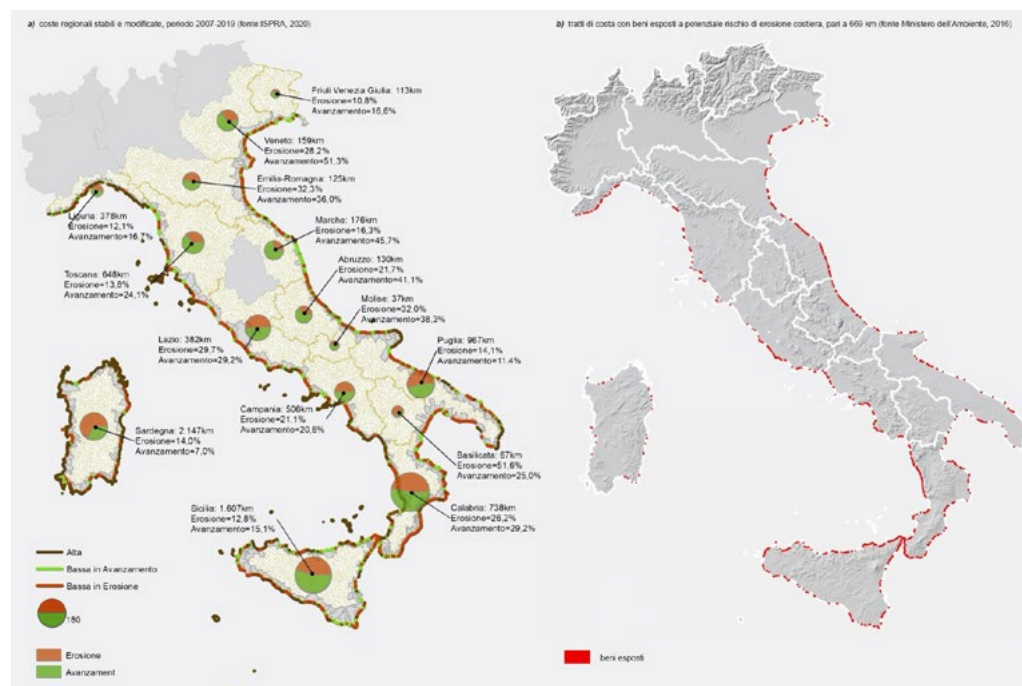 a) coste regionali stabili e modificate, periodo 2007-2019 (fonte ISPRA, 2020)
b) tratti di costa con beni esposti a potenziale rischio di erosione costiera, pari a 669 km (fonte Ministero dell'Ambiente, 2016)
Friuli Venezia Giulia: 113km
Erosione=10,8%
Avanzamento=16,6%
Veneto: 159km
Erosione=28,2%
Avanzamento=51,3%
Emilia-Romagna: 125km
Erosione=32,3%
Avanzamento=36,0%
Liguria: 378km
Erosione=12,1%
Avanzamento=16,7%
Marche: 176km
Erosione=16,3%
Avanzamento=45,7%
Toscana: 648km
Erosione=13,8%
Avanzamento=24,1%
Abruzzo: 130km
Erosione=21,7%
Avanzamento=41,1%
Molise: 37km
Erosione=32,0%
Avanzamento=38,3%
Lazio: 382km
Erosione=29,7%
Avanzamento=29,2%
Puglia: 967km
Erosione=14,1%
Avanzamento=11,4%
Campania: 506km
Erosione=21,1%
Avanzamento=20,6%
Sardegna: 2.147km
Erosione=14,0%
Avanzamento=7,0%
Basilicata: 67km
Erosione=51,6%
Avanzamento=25,0%
Calabria: 738km
Erosione=26,2%
Avanzamento=29,2%
Sicilia: 1.607km
Erosione=12,8%
Avanzamento=15,1%
Alta
Bassa in Avanzamento
Bassa in Erosione
180
Erosione
Avanzament
beni esposti